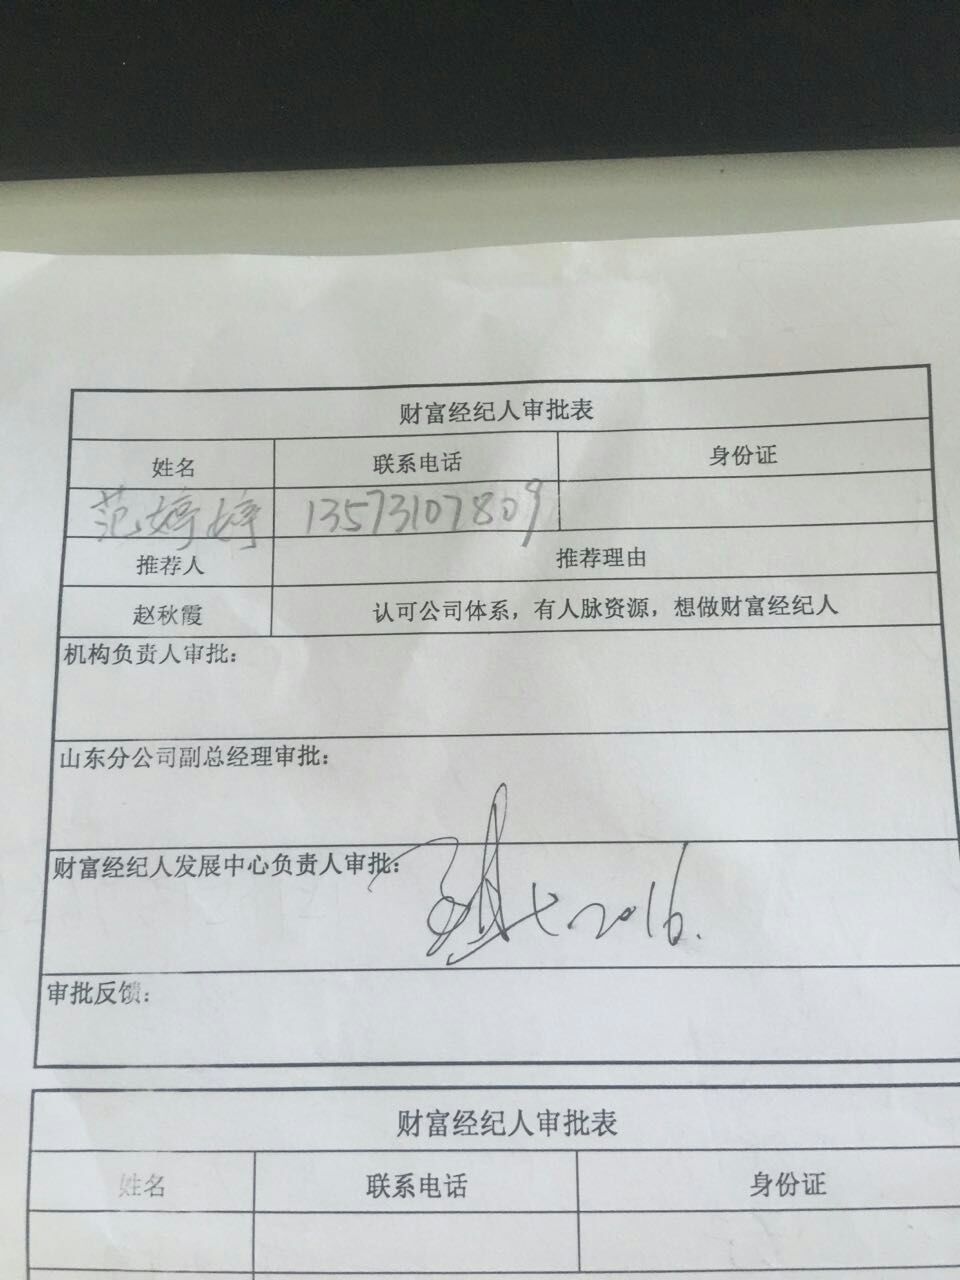 财富经纪人审批表
姓名 联系电话 身份证
范婷婷 13573107809
推荐人 推荐理由
赵秋霞 认可公司体系，有人脉资源，想做财富经纪人
机构负责人审批：
山东分公司副总经理审批：
财富经纪人发展中心负责人审批：
2016.
审批反馈：
财富经纪人审批表
姓名 联系电话 身份证